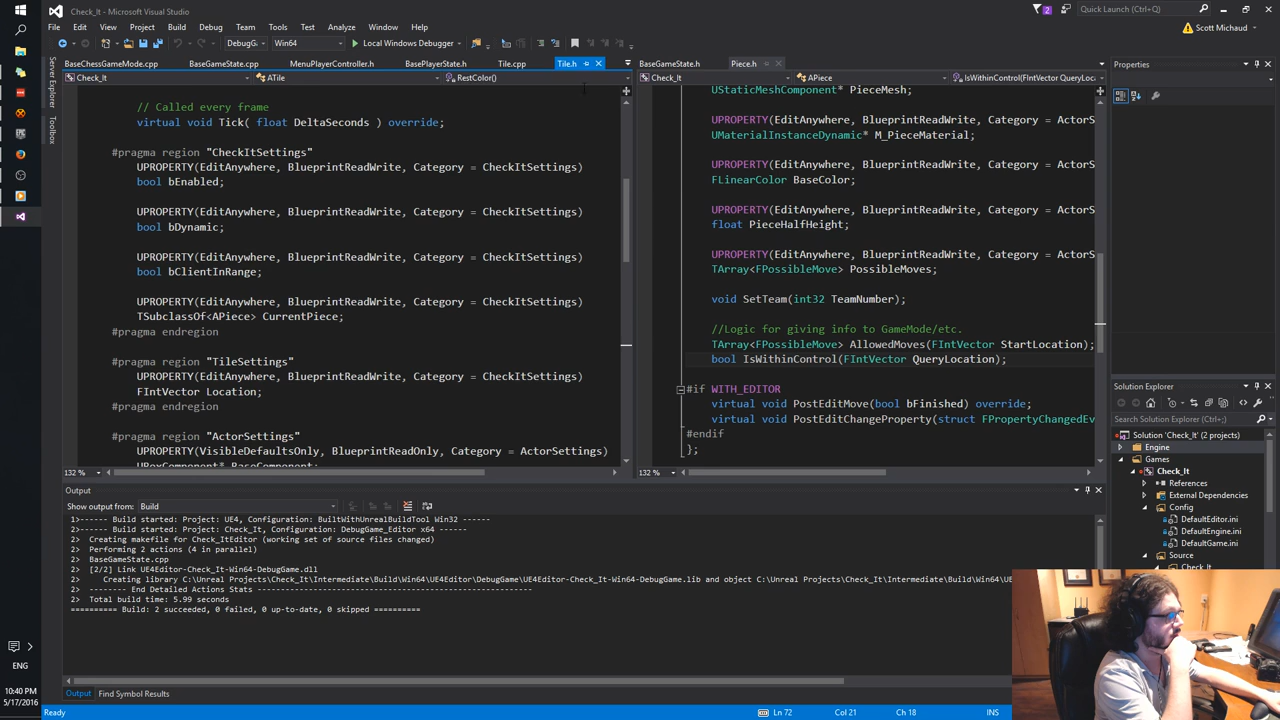 Check_It
Quick Launch (Ctrl+Q)
2
File Edit View Project Build Debug Team Tools Test Analyze Window Help
Scott Michaud
DebugG Win64 Local Windows Debugger
BaseChessGameMode.cpp BaseGameState.cpp MenuPlayerController.h BasePlayerState.h Tile.cpp Tile.h
BaseGameState.h Piece.h
Properties
Server Explorer
Toolbox
Check_It ATile RestColor()
Check_It APiece IsWithinControl(FIntVector QueryLoca
// Called every frame
virtual void Tick( float DeltaSeconds ) override;
#pragma region "CheckItSettings"
UPROPERTY(EditAnywhere, BlueprintReadWrite, Category = CheckItSettings)
bool bEnabled;
UPROPERTY(EditAnywhere, BlueprintReadWrite, Category = CheckItSettings)
bool bDynamic;
UPROPERTY(EditAnywhere, BlueprintReadWrite, Category = CheckItSettings)
bool bClientInRange;
UPROPERTY(EditAnywhere, BlueprintReadWrite, Category = CheckItSettings)
TSubclassOf<APiece> CurrentPiece;
#pragma endregion
#pragma region "TileSettings"
UPROPERTY(EditAnywhere, BlueprintReadWrite, Category = CheckItSettings)
FIntVector Location;
#pragma endregion
#pragma region "ActorSettings"
UPROPERTY(VisibleDefaultsOnly, BlueprintReadOnly, Category = ActorSettings)
UBoxComponent* BaseComponent;
132 %
UStaticMeshComponent* PieceMesh;
UPROPERTY(EditAnywhere, BlueprintReadWrite, Category = ActorS
UMaterialInstanceDynamic* M_PieceMaterial;
UPROPERTY(EditAnywhere, BlueprintReadWrite, Category = ActorS
FLinearColor BaseColor;
UPROPERTY(EditAnywhere, BlueprintReadWrite, Category = ActorS
float PieceHalfHeight;
UPROPERTY(EditAnywhere, BlueprintReadWrite, Category = ActorS
TArray<FPossibleMove> PossibleMoves;
void SetTeam(int32 TeamNumber);
//Logic for giving info to GameMode/etc.
TArray<FPossibleMove> AllowedMoves(FIntVector StartLocation);
bool IsWithinControl(FIntVector QueryLocation);
#if WITH_EDITOR
virtual void PostEditMove(bool bFinished) override;
virtual void PostEditChangeProperty(struct FPropertyChangedEv
#endif
};
132 %
Solution Explorer
Search Solution Explorer (Ctrl+;)
Solution 'Check_It' (2 projects)
Engine
Games
Check_It
References
External Dependencies
Config
DefaultEditor.ini
DefaultEngine.ini
DefaultGame.ini
Source
Check_It
Output
Show output from: Build
1>------ Build started: Project: UE4, Configuration: BuiltWithUnrealBuildTool Win32 ------
2>------ Build started: Project: Check_It, Configuration: DebugGame_Editor x64 ------
2> Creating makefile for Check_ItEditor (working set of source files changed)
2> Performing 2 actions (4 in parallel)
2> BaseGameState.cpp
2> [2/2] Link UE4Editor-Check_It-Win64-DebugGame.dll
2> Creating library C:\Unreal Projects\Check_It\Intermediate\Build\Win64\UE4Editor\DebugGame\UE4Editor-Check_It-Win64-DebugGame.lib and object C:\Unreal Projects\Check_It\Intermediate\Build\Win64\UE
2> -------- End Detailed Actions Stats -----------------------------------------------------------
2> Total build time: 5.99 seconds
========== Build: 2 succeeded, 0 failed, 0 up-to-date, 0 skipped ==========
Output Find Symbol Results
Ready Ln 72 Col 21 Ch 18 INS
ENG
10:40 PM
5/17/2016